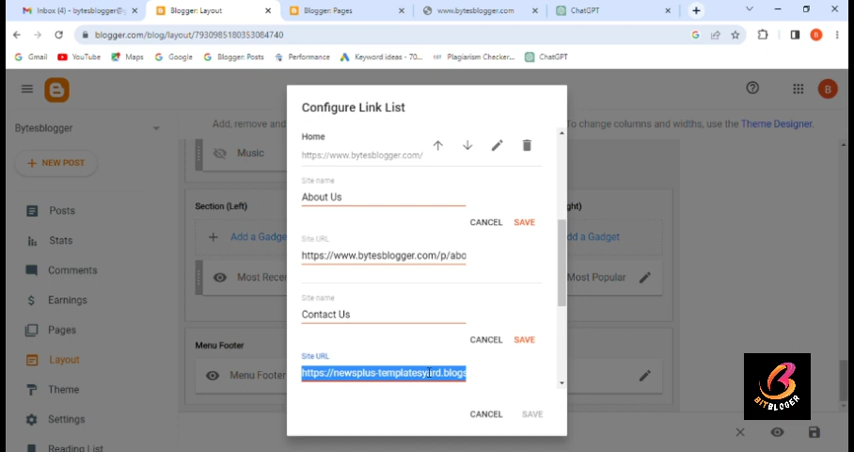 Inbox (4) - bytesblogger@
Blogger: Layout
Blogger: Pages
www.bytesblogger.com
ChatGPT
blogger.com/blog/layout/7930985180353084740
Gmail
YouTube
Maps
Google
Blogger: Posts
Performance
Keyword ideas - 70...
Plagiarism Checker...
ChatGPT
B
Bytesblogger
Add, remove and
To change columns and widths, use the Theme Designer.
NEW POST
Posts
Stats
Comments
Earnings
Pages
Layout
Theme
Settings
Reading List
Music
Section (Left)
ght)
Add a Gadg
dd a Gadget
Most Recen
Most Popular
Menu Footer
Menu Footer
Configure Link List
Home
https://www.bytesblogger.com/
Site name
About Us
CANCEL SAVE
Site URL
https://www.bytesblogger.com/p/abo
Site name
Contact Us
CANCEL SAVE
Site URL
https://newsplus-templatesyard.blogs
CANCEL SAVE
BITBLOGER